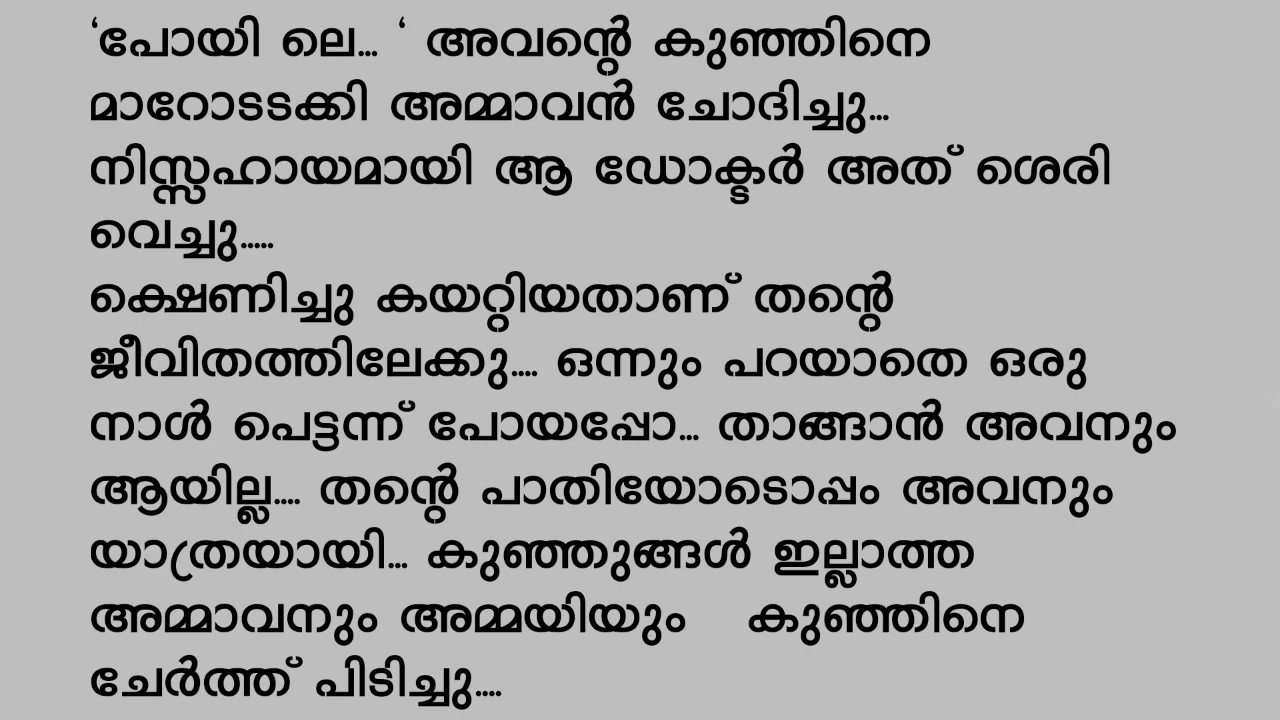 ‘പോയി ലെ... ‘ അവന്റെ കുഞ്ഞിനെ
മാറോടടക്കി അമ്മാവൻ ചോദിച്ചു...
നിസ്സഹായമായി ആ ഡോക്ടർ അത് ശെരി
വെച്ചു.....
ക്ഷെണിച്ചു കയറ്റിയതാണ് തന്റെ
ജീവിതത്തിലേക്കു.... ഒന്നും പറയാതെ ഒരു
നാൾ പെട്ടന്ന് പോയപ്പോ... താങ്ങാൻ അവനും
ആയില്ല.... തന്റെ പാതിയോടൊപ്പം അവനും
യാത്രയായി... കുഞ്ഞുങ്ങൾ ഇല്ലാത്ത
അമ്മാവനും അമ്മയിയും കുഞ്ഞിനെ
ചേർത്ത് പിടിച്ചു....